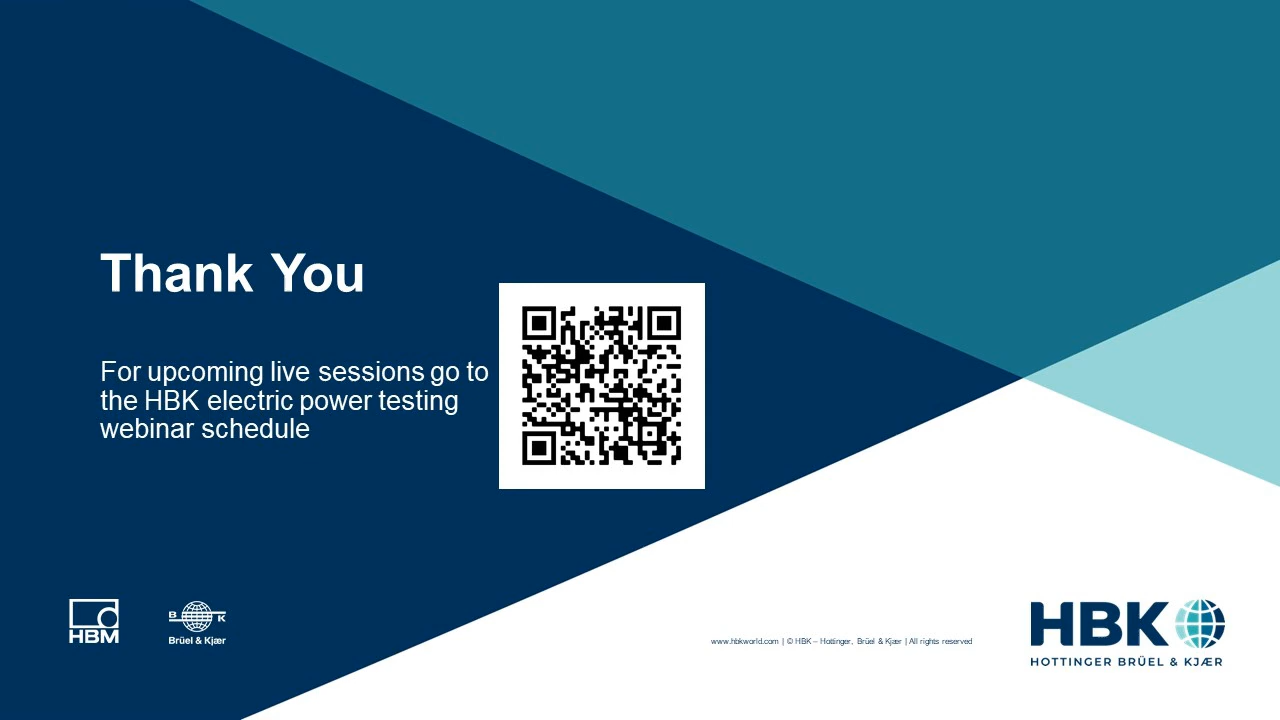 Thank You
For upcoming live sessions go to
the HBK electric power testing
webinar schedule
HBM
B K
Brüel & Kjær
www.hbkworld.com | © HBK – Hottinger, Brüel & Kjær | All rights reserved
HBK
HOTTINGER BRÜEL & KJÆR